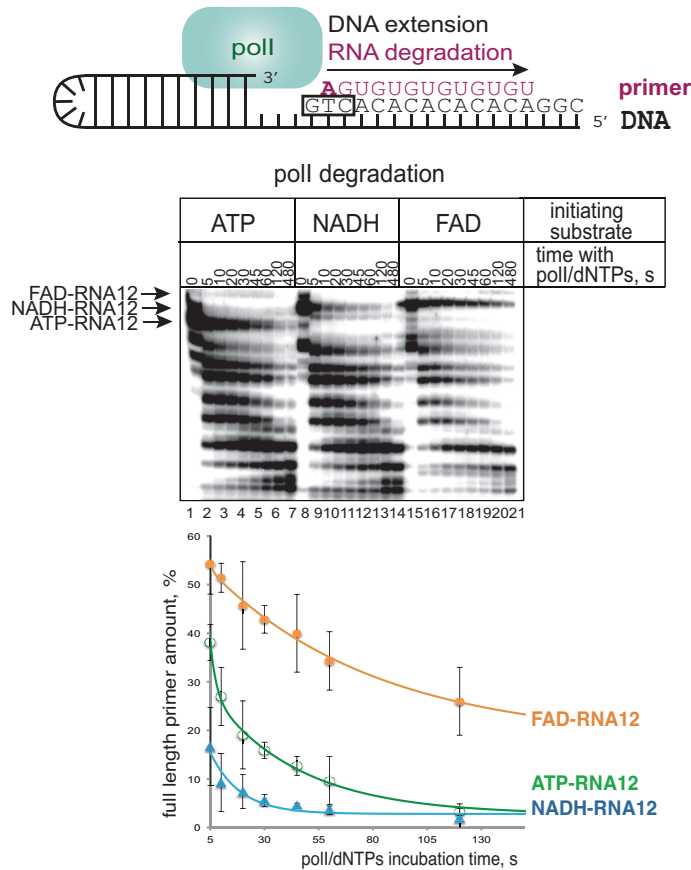 DNA extension
polI
RNA degradation
3’
AGUGUGUGUGUGU
primer
GTCACACACACACAGGC
5’ DNA
polI degradation
ATP NADH FAD initiating substrate
0 5 10 20 30 45 60 120 480 0 5 10 20 30 45 60 120 480 0 5 10 20 30 45 60 120 480 time with polI/dNTPs, s
FAD-RNA12
NADH-RNA12
ATP-RNA12
1 2 3 4 5 6 7 8 9 10 11 12 13 14 15 16 17 18 19 20 21
60
50
40
30
20
10
0
full length primer amount, %
FAD-RNA12
ATP-RNA12
NADH-RNA12
5 30 55 80 105 130
polI/dNTPs incubation time, s